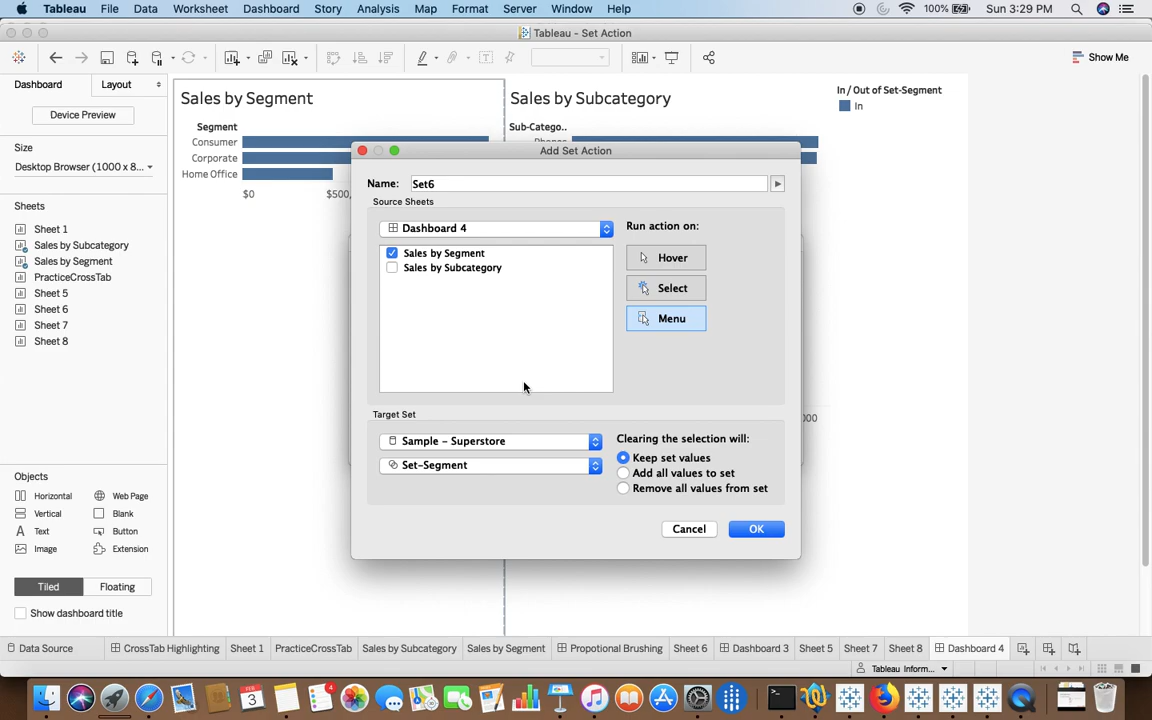 Tableau File Data Worksheet Dashboard Story Analysis Map Format Server Window Help 100% Sun 3:29 PM
Tableau - Set Action
Show Me
Dashboard Layout
Device Preview
Size
Desktop Browser (1000 x 8...
Sheets
Sheet 1
Sales by Subcategory
Sales by Segment
PracticeCrossTab
Sheet 5
Sheet 6
Sheet 7
Sheet 8
Objects
Horizontal Web Page
Vertical Blank
Text Button
Image Extension
Tiled Floating
Show dashboard title
Sales by Segment
Segment
Consumer
Corporate
Home Office
$0 $500,
Sales by Subcategory
Sub-Catego..
In / Out of Set-Segment
In
Add Set Action
Name: Set6
Source Sheets
Dashboard 4
Sales by Segment
Sales by Subcategory
Run action on:
Hover
Select
Menu
Target Set
Sample - Superstore
Set-Segment
Clearing the selection will:
Keep set values
Add all values to set
Remove all values from set
Cancel OK
Data Source CrossTab Highlighting Sheet 1 PracticeCrossTab Sales by Subcategory Sales by Segment Propotional Brushing Sheet 6 Dashboard 3 Sheet 5 Sheet 7 Sheet 8 Dashboard 4
Tableau Inform...
FEB
3
4